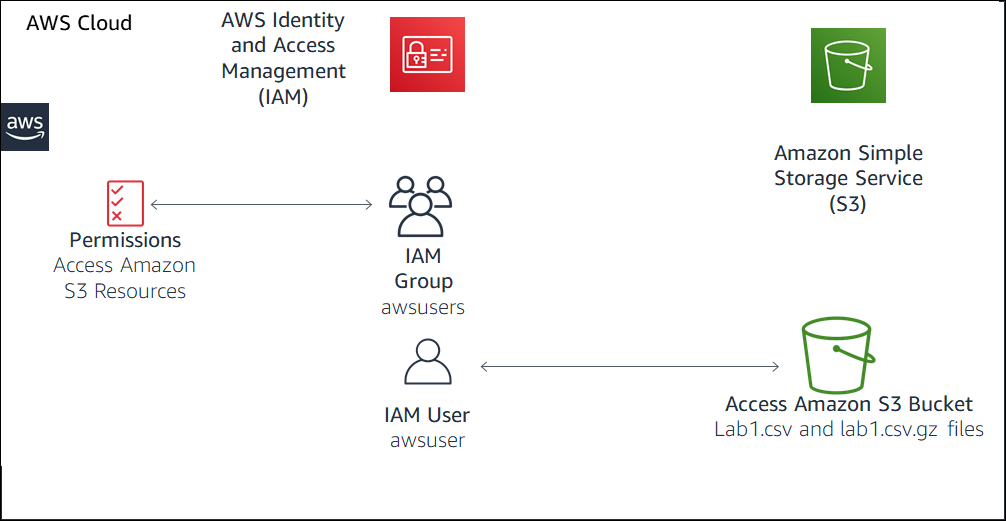 AWS Cloud
AWS Identity
and Access
Management
(IAM)
aws
Amazon Simple
Storage Service
(S3)
Permissions
Access Amazon
S3 Resources
IAM
Group
awsusers
IAM User
awsuser
Access Amazon S3 Bucket
Lab1.csv and lab1.csv.gz files